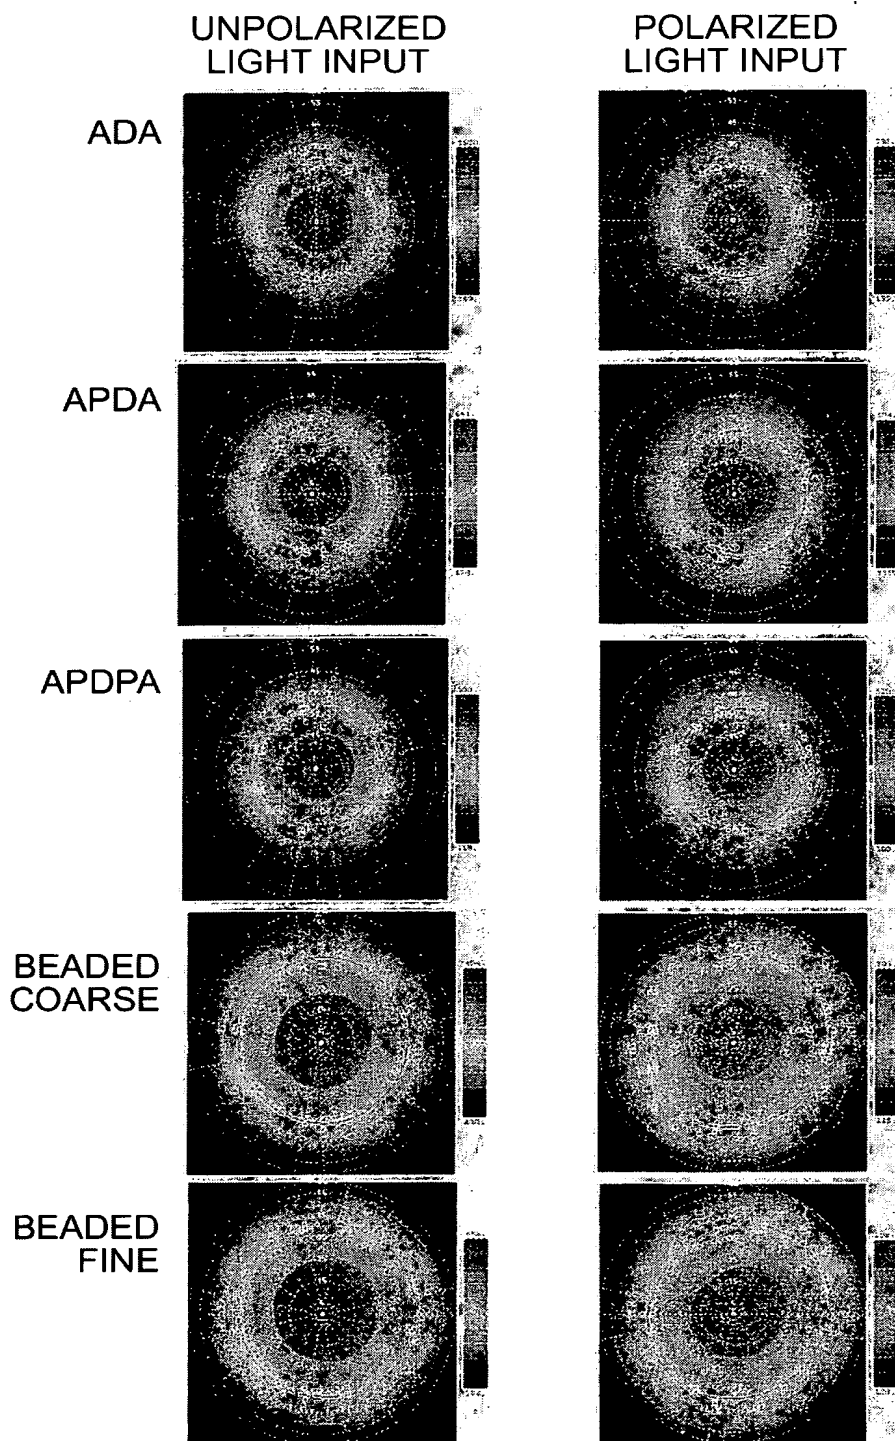 UNPOLARIZED
LIGHT INPUT
POLARIZED
LIGHT INPUT
ADA
APDA
APDPA
BEADED
COARSE
BEADED
FINE